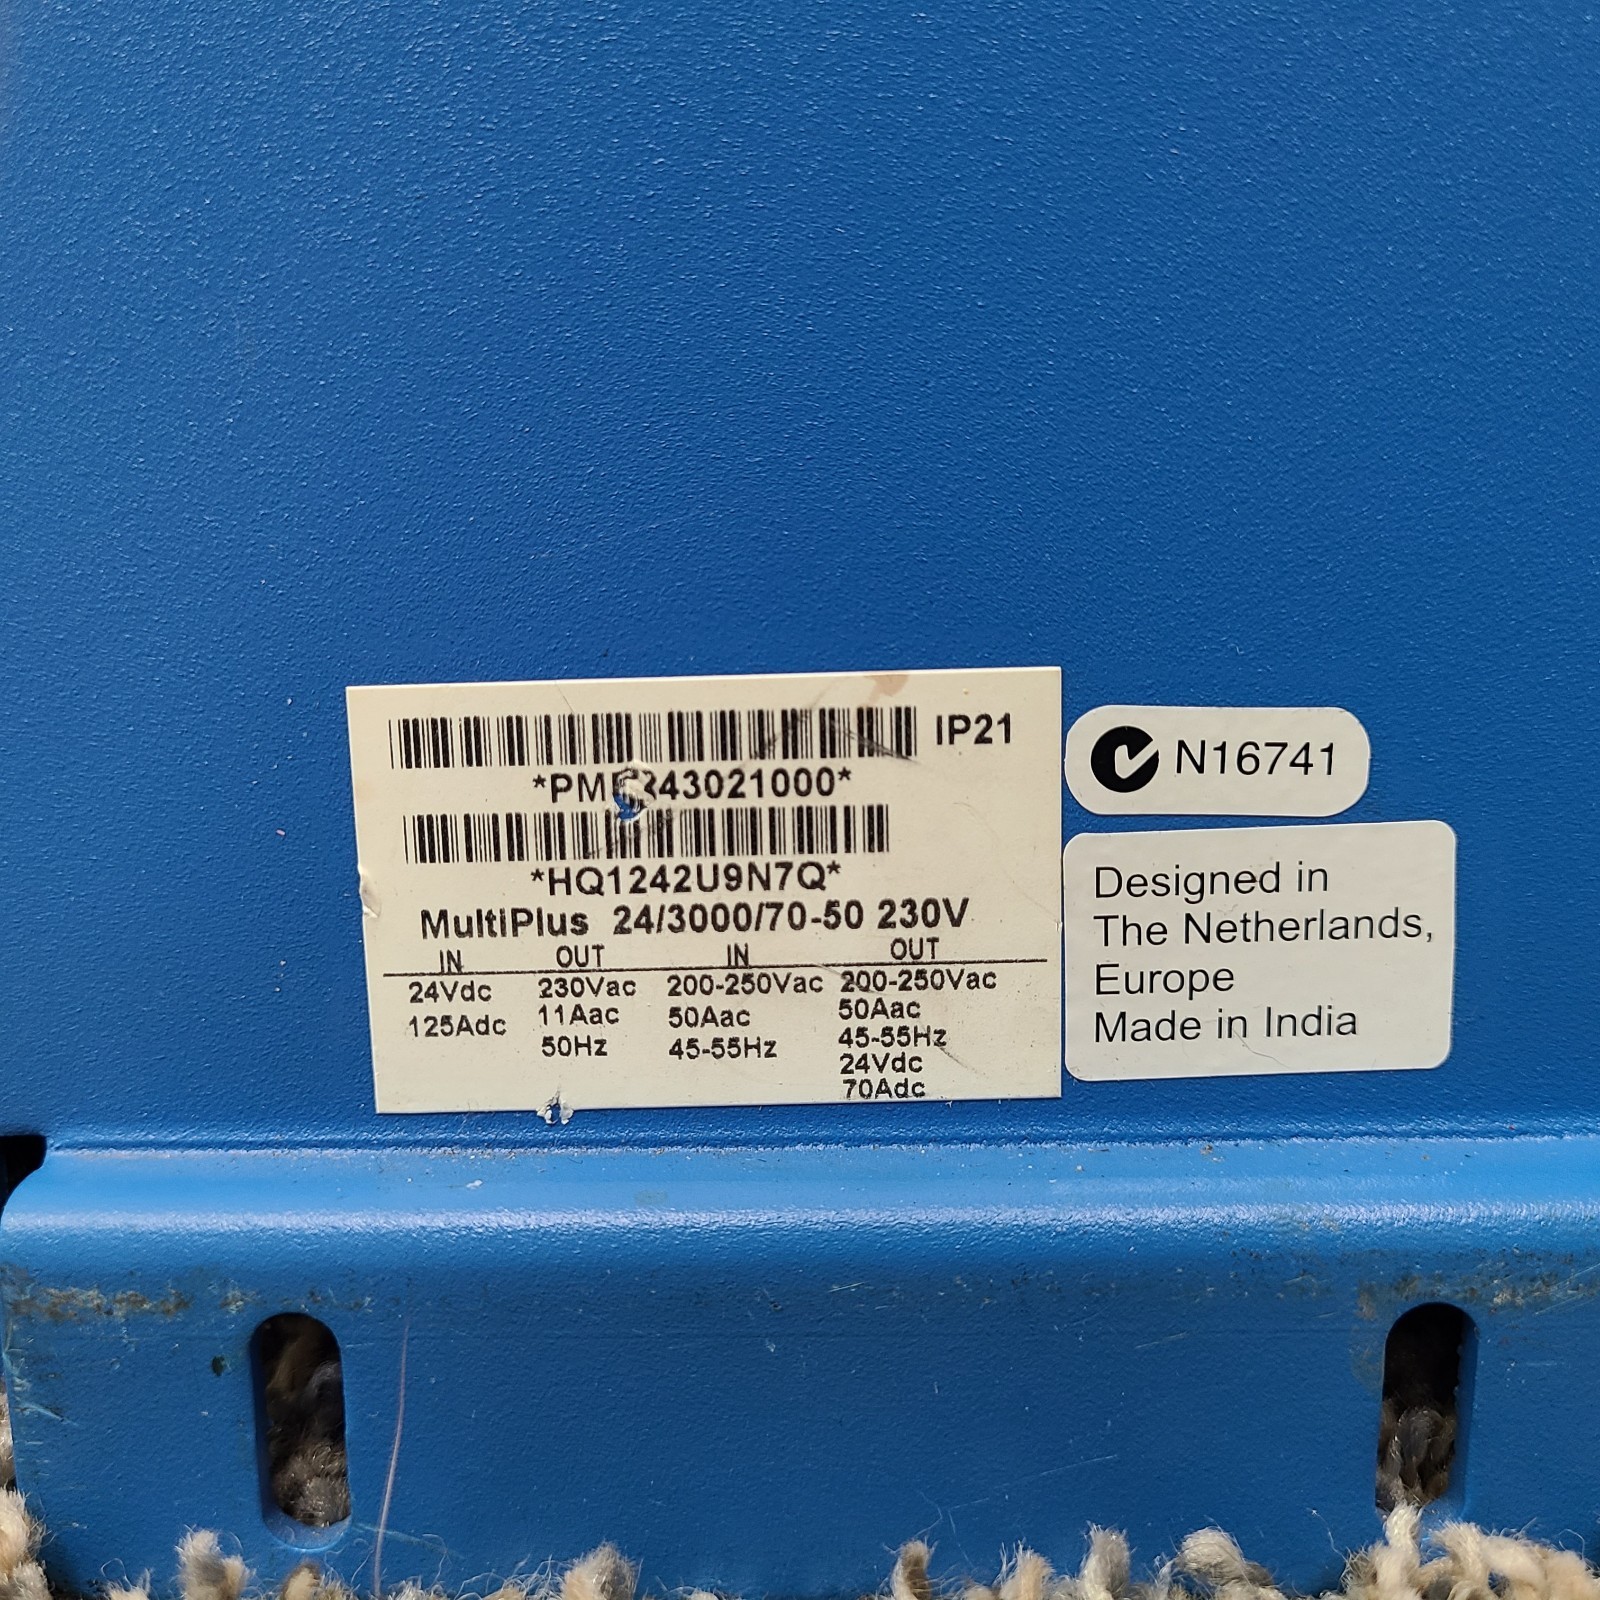 IP21
43021000*
*HQ1242U9N7Q*
MultiPlus 24/3000/70-50 230V
IN OUT IN OUT
24Vdc 230Vac 200-250Vac 200-250Vac
125Adc 11Aac 50Aac 50Aac
50Hz 45-55Hz 45-55Hz
24Vdc
70Adc
N16741
Designed in
The Netherlands,
Europe
Made in India